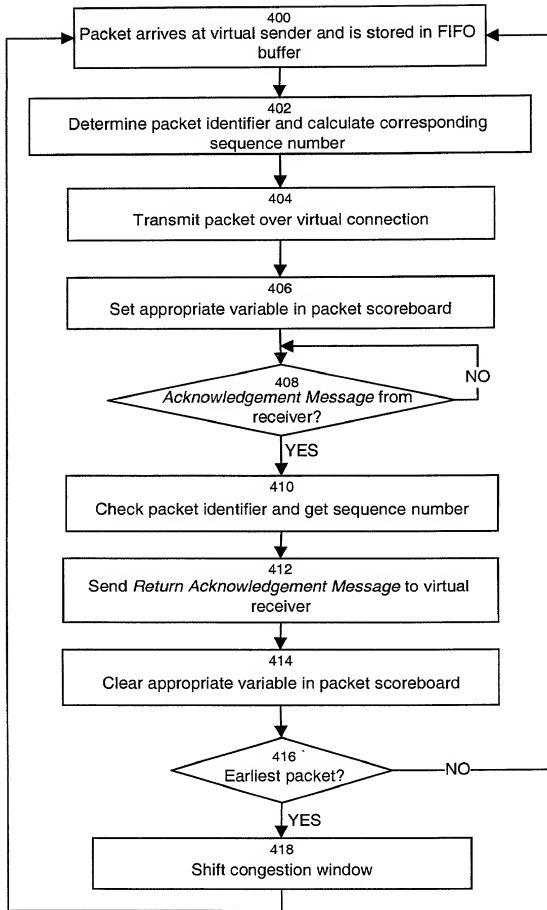 400
Packet arrives at virtual sender and is stored in FIFO
buffer
402
Determine packet identifier and calculate corresponding
sequence number
404
Transmit packet over virtual connection
406
Set appropriate variable in packet scoreboard
NO
408
Acknowledgement Message from
receiver?
YES
410
Check packet identifier and get sequence number
412
Send Return Acknowledgement Message to virtual
receiver
414
Clear appropriate variable in packet scoreboard
416
Earliest packet?
NO
YES
418
Shift congestion window